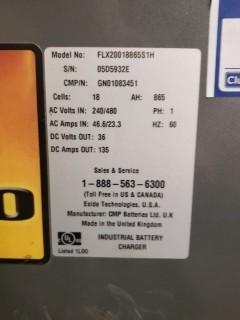 Model No: FLX20018865S1H
S/N: 05D5932E
CMP/N: GN01083451
Cells: 18 AH: 865
AC Volts IN: 240/480 PH: 1
AC Amps IN: 46.6/23.3 HZ: 60
DC Volts OUT: 36
DC Amps OUT: 135
Sales & Service
1-888-563-6300
(Toll Free in US & CANADA)
Exide Technologies, U.S.A.
Manufacturer: CMP Batteries Ltd. U.K
Made in the United Kingdom
UL
INDUSTRIAL BATTERY
CHARGER
Listed 1LDO